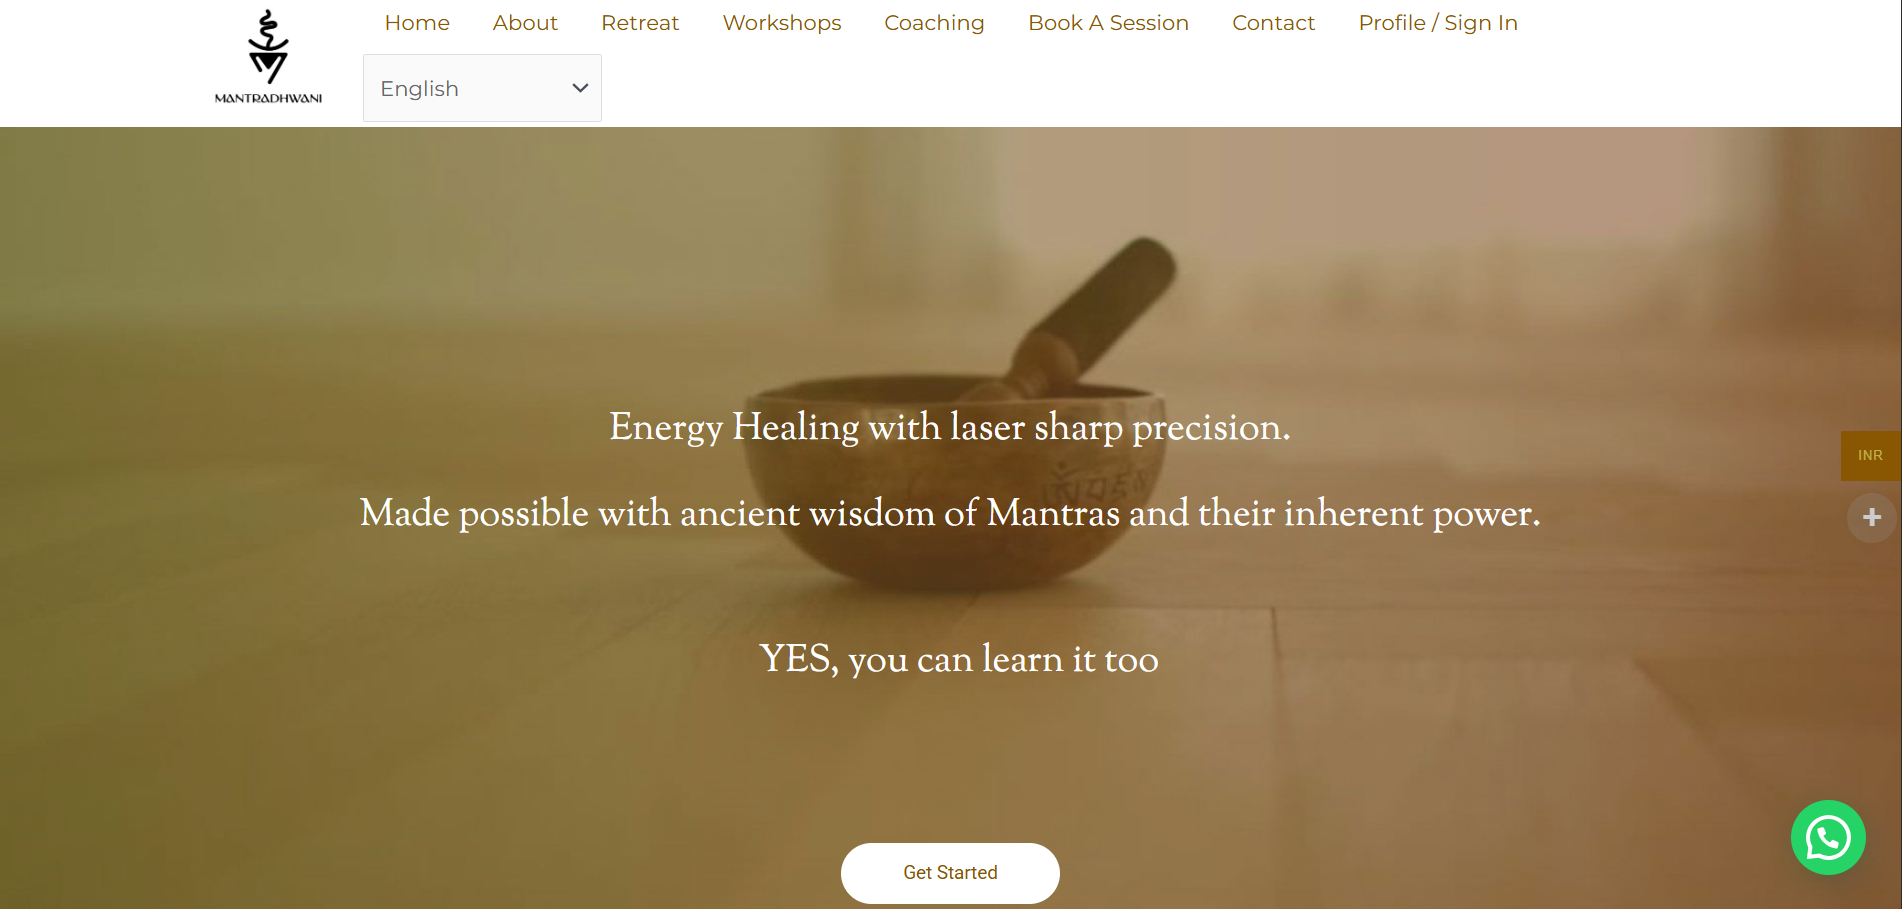 MANTRADHWANI
Home About Retreat Workshops Coaching Book A Session Contact Profile / Sign In
English
Energy Healing with laser sharp precision.
INR
Made possible with ancient wisdom of Mantras and their inherent power.
+
YES, you can learn it too
Get Started